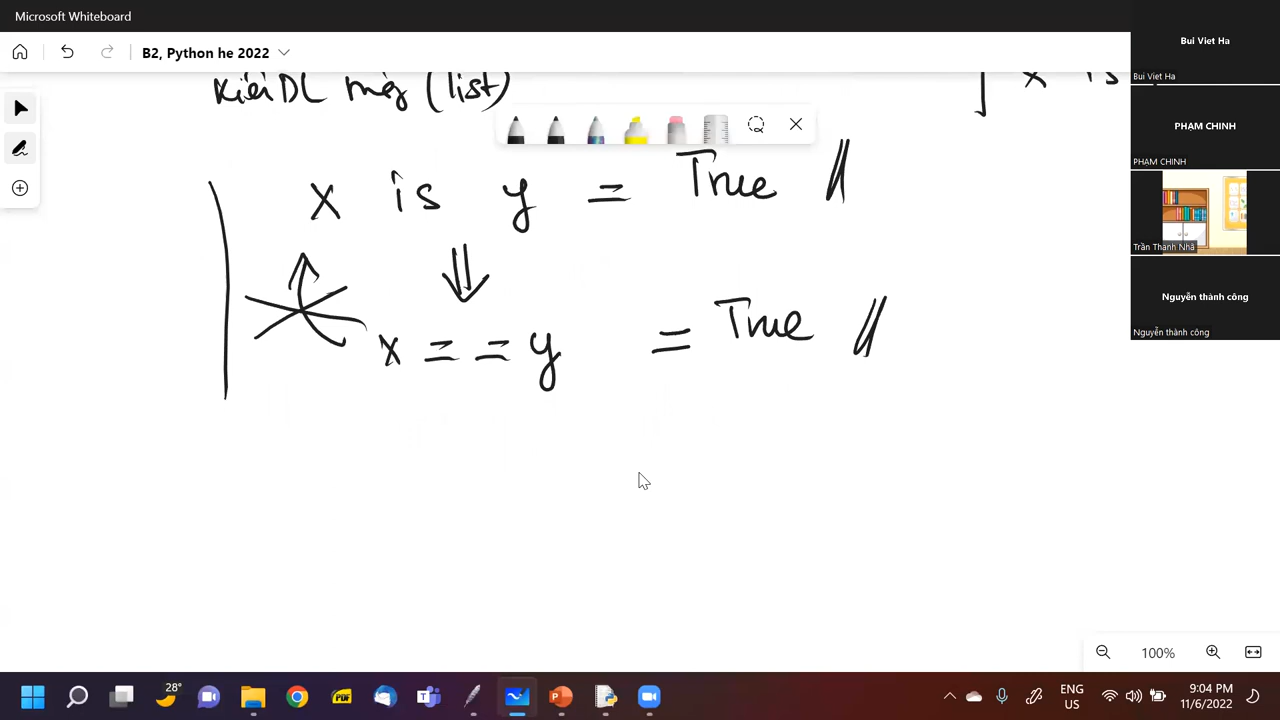 Microsoft Whiteboard
B2, Python he 2022
Bui Viet Ha
Bui Viet Ha
PHẠM CHINH
PHAM CHINH
Trần Thanh Nhã
Nguyễn thành công
Nguyễn thành công
Kiểu DL mảng (list)
x is
x is y = True
x == y = True
100%
28°
ENG
US
9:04 PM
11/6/2022